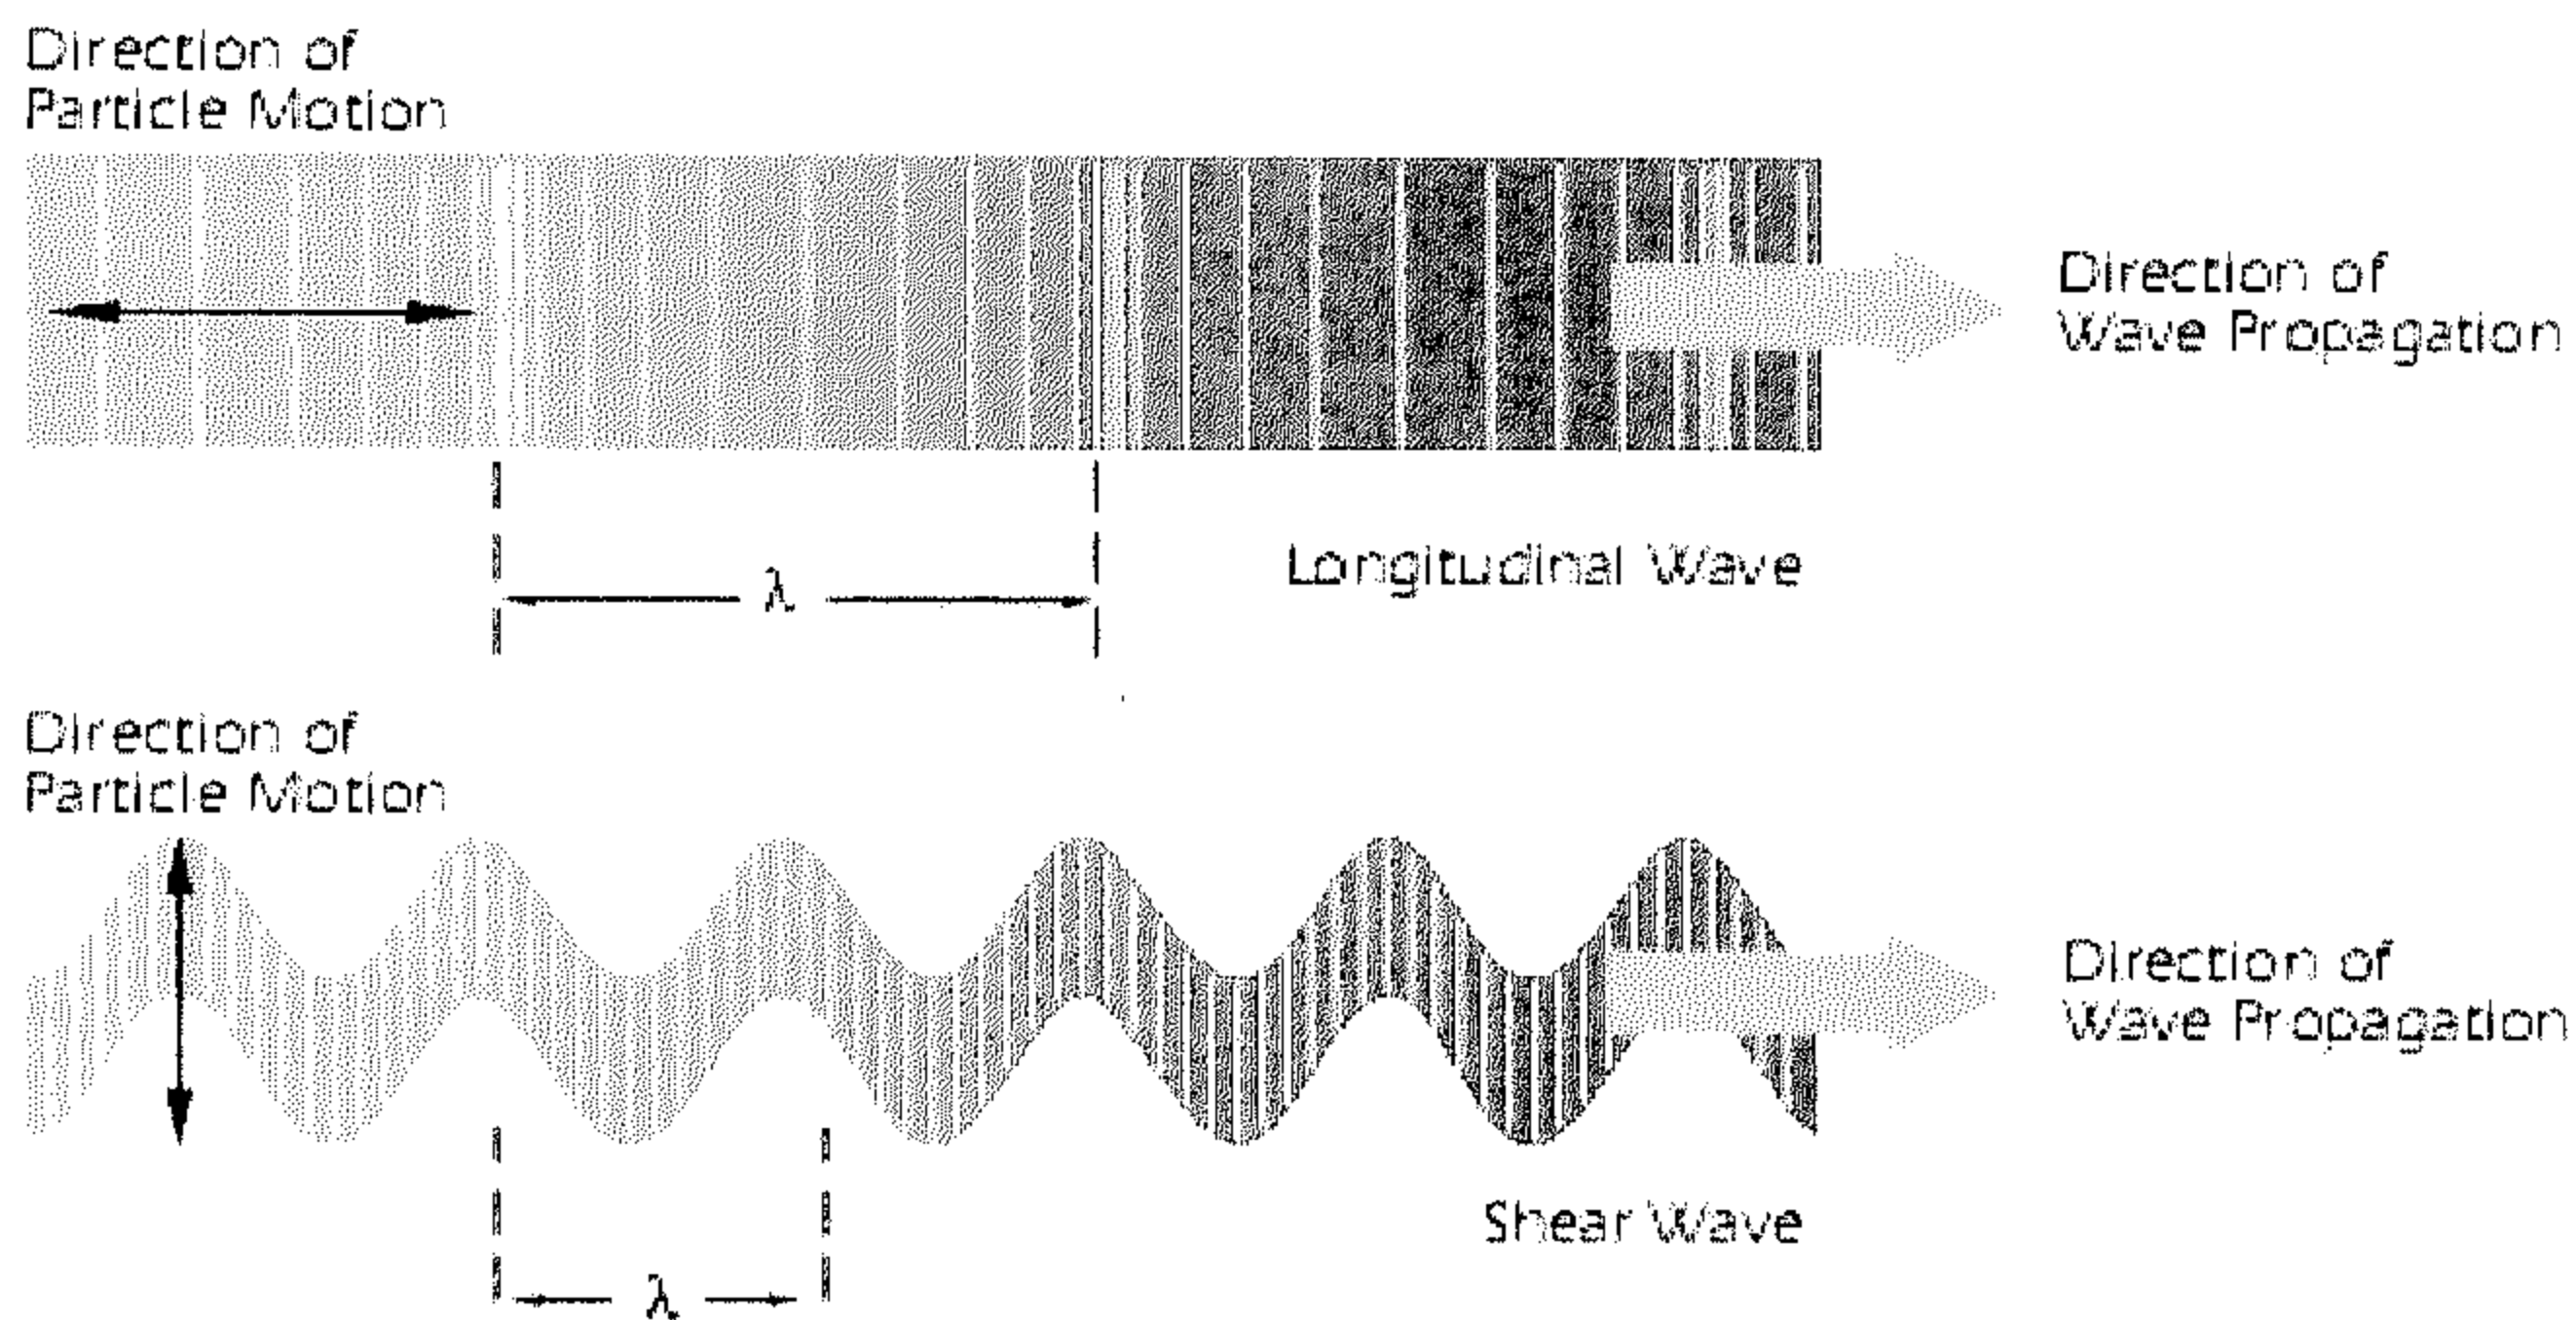 Direction of
Particle Motion
Direction of
Wave Propagation
λ
Longitudinal Wave
Direction of
Particle Motion
Direction of
Wave Propagation
Shear Wave
λ